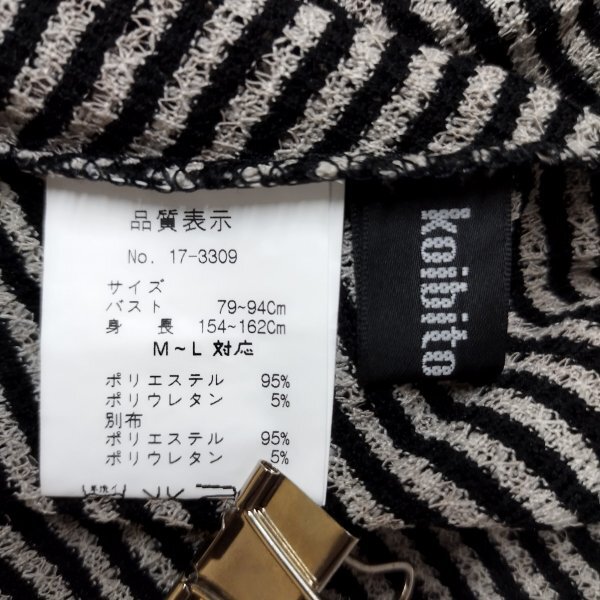 品質表示
No. 17-3309
サイズ
バスト 79~94Cm
身 長 154~162Cm
M~L 対応
ポリエステル 95%
ポリウレタン 5%
別布
ポリエステル 95%
ポリウレタン 5%
koibito